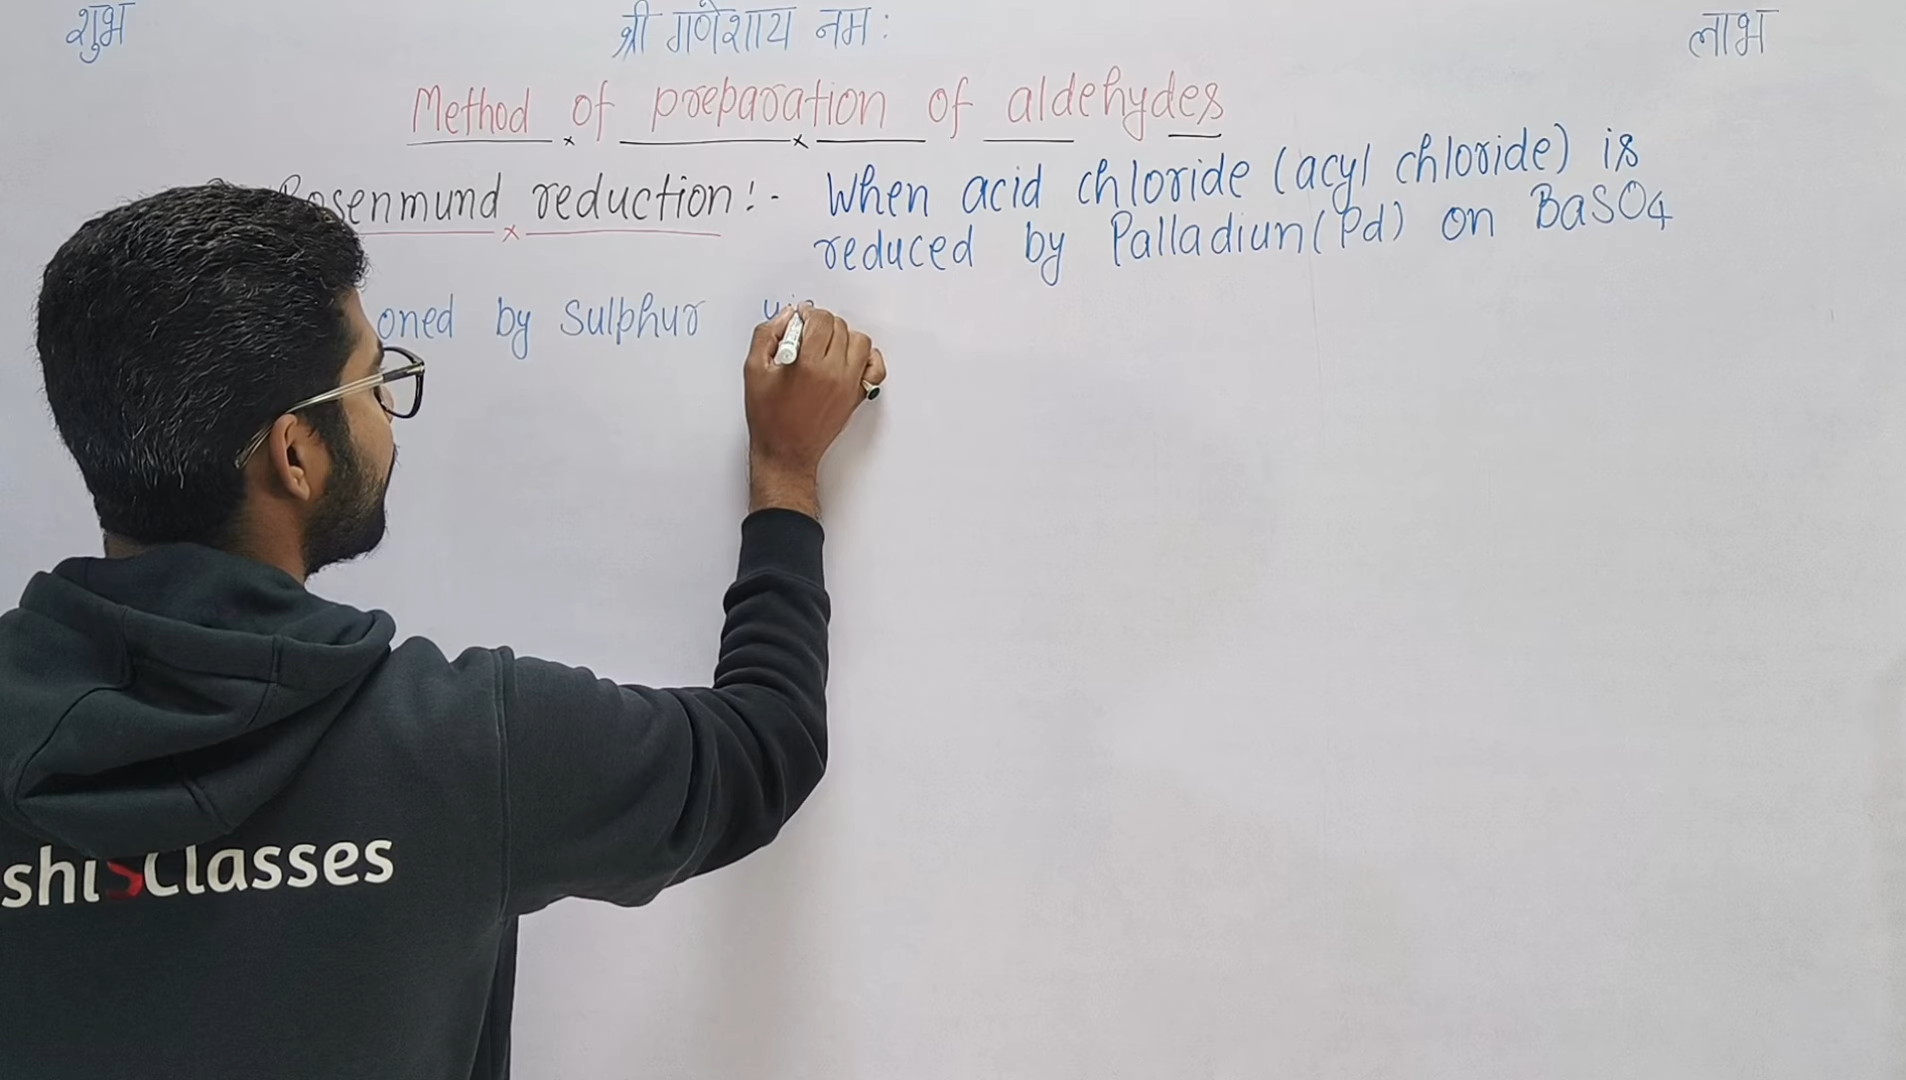 शुभ श्री गणेशाय नमः लाभ
Method of preparation of aldehydes
Rosenmund reduction:- When acid chloride (acyl chloride) is
reduced by Palladiun(Pd) on BaSO4
oned by Sulphur
shi Classes